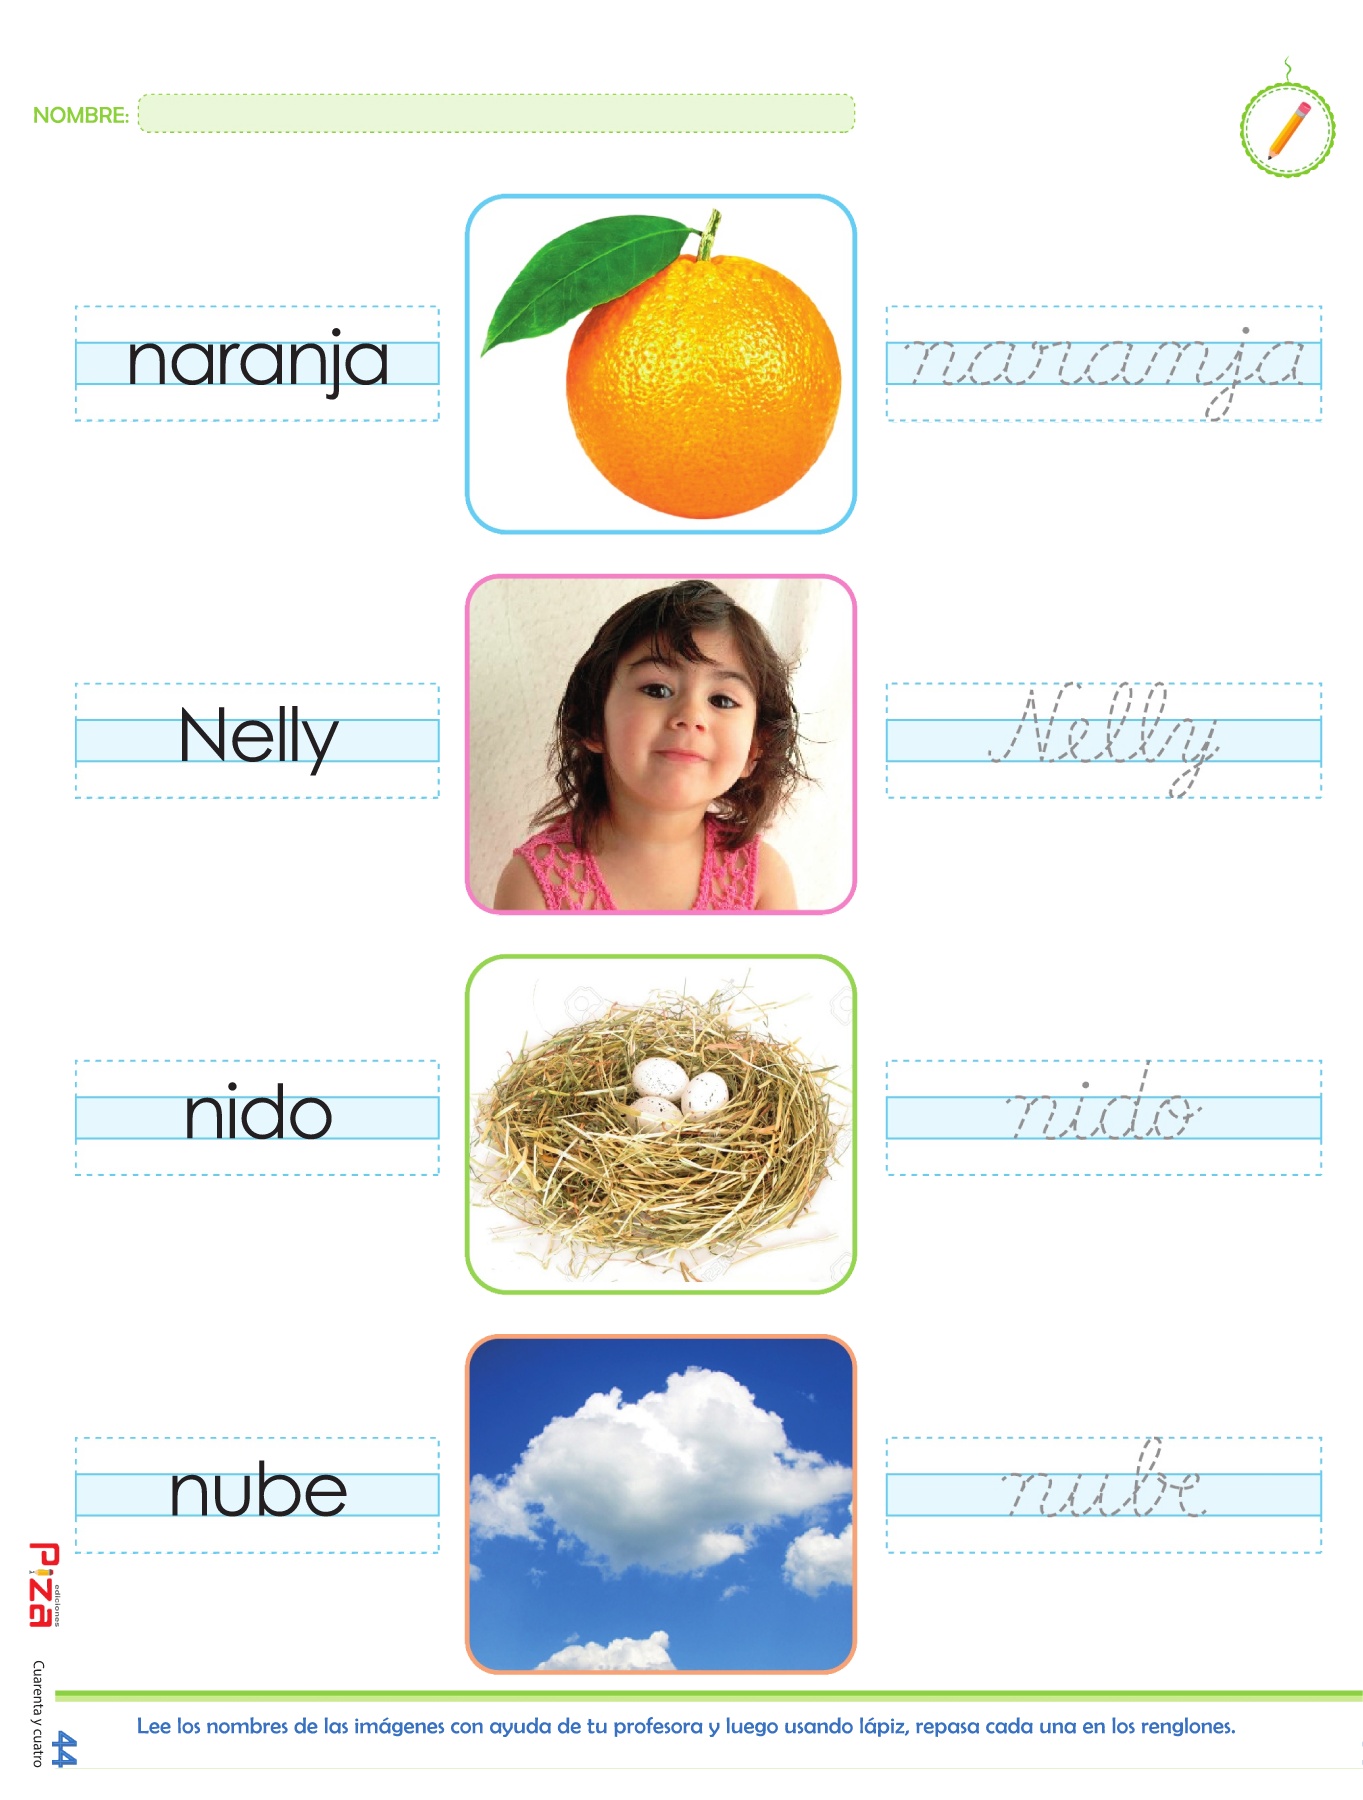 NOMBRE:
naranja
naranja
Nelly
Nelly
nido
nido
nube
nube
Piza
ediciones
Cuarenta y cuatro
44
Lee los nombres de las imágenes con ayuda de tu profesora y luego usando lápiz, repasa cada una en los renglones.